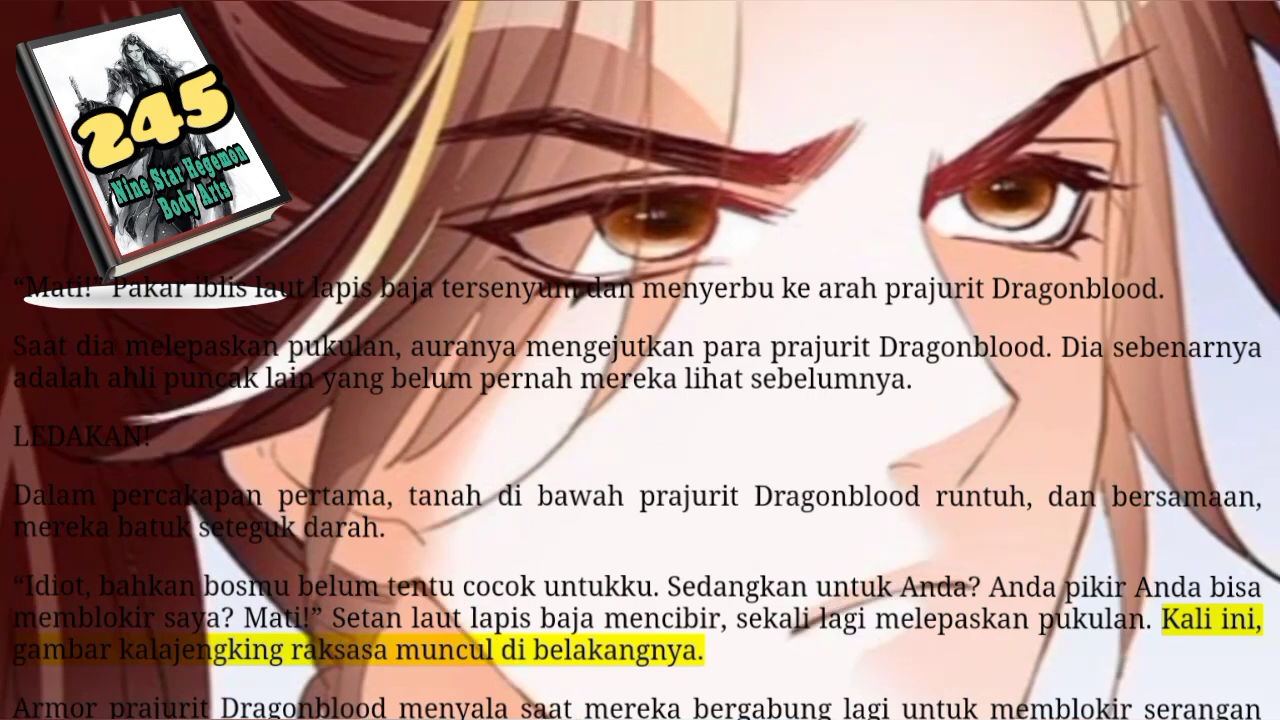 245
Nine Star Hegemon
Body Arts
“Mati!” Pakar iblis laut lapis baja tersenyum dan menyerbu ke arah prajurit Dragonblood.
Saat dia melepaskan pukulan, auranya mengejutkan para prajurit Dragonblood. Dia sebenarnya
adalah ahli puncak lain yang belum pernah mereka lihat sebelumnya.
LEDAKAN!
Dalam percakapan pertama, tanah di bawah prajurit Dragonblood runtuh, dan bersamaan,
mereka batuk seteguk darah.
“Idiot, bahkan bosmu belum tentu cocok untukku. Sedangkan untuk Anda? Anda pikir Anda bisa
memblokir saya? Mati!” Setan laut lapis baja mencibir, sekali lagi melepaskan pukulan. Kali ini,
gambar kalajengking raksasa muncul di belakangnya.
Armor prajurit Dragonblood menyala saat mereka bergabung lagi untuk memblokir serangan